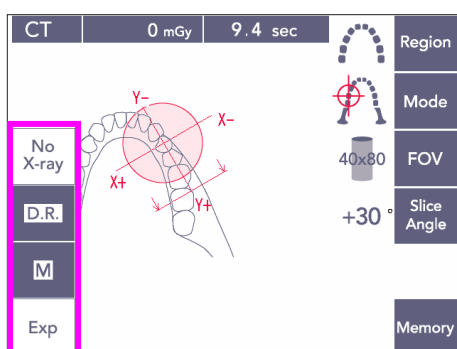 CT 0 mGy 9.4 sec
Region
Mode
Y−
X−
No
X-ray
40x80 FOV
X+
Y+
D.R.
+30 °
Slice
Angle
M
Exp
Memory